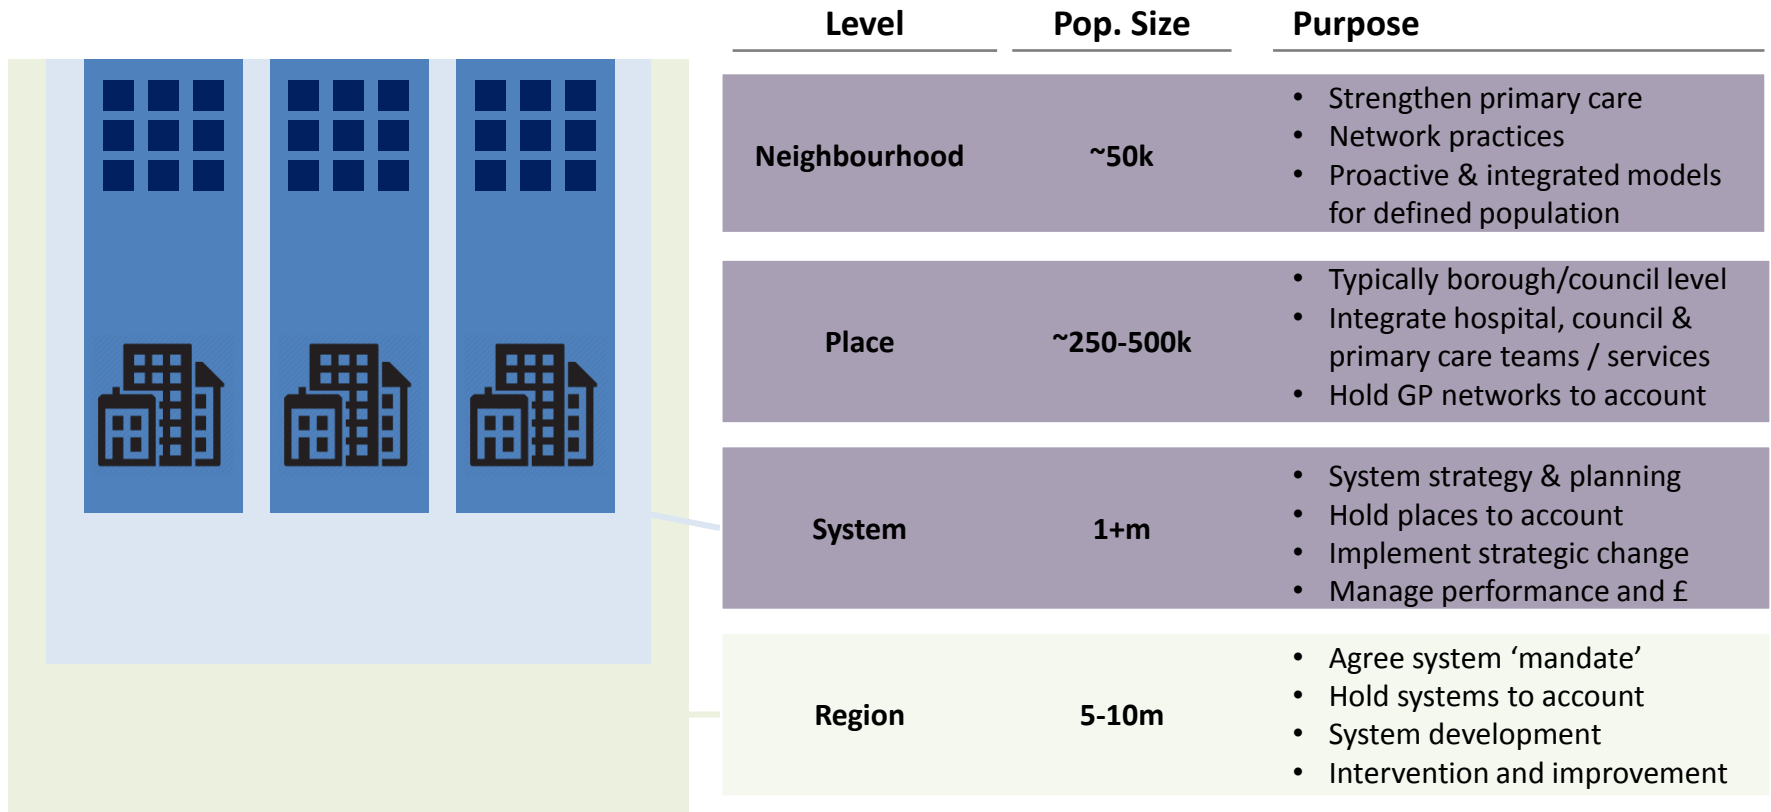 Level Pop. Size Purpose
Neighbourhood ~50k
• Strengthen primary care
• Network practices
• Proactive & integrated models
for defined population
Place ~250-500k
• Typically borough/council level
• Integrate hospital, council &
primary care teams / services
• Hold GP networks to account
System 1+m
• System strategy & planning
• Hold places to account
• Implement strategic change
• Manage performance and £
Region 5-10m
• Agree system ‘mandate’
• Hold systems to account
• System development
• Intervention and improvement